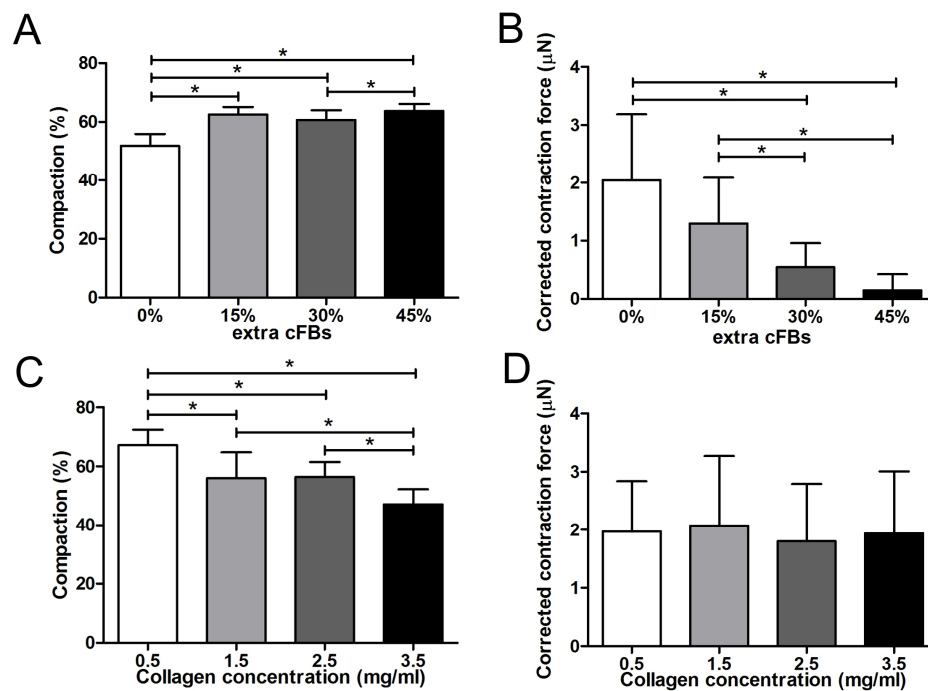 A
Compaction (%)
80
60
40
20
0
*
*
*
*
0% 15% 30% 45%
extra cFBs
B
Corrected contraction force (μN)
4
3
2
1
0
*
*
*
*
0% 15% 30% 45%
extra cFBs
C
Compaction (%)
80
60
40
20
0
*
*
*
*
*
0.5 1.5 2.5 3.5
Collagen concentration (mg/ml)
D
Corrected contraction force (μN)
4
3
2
1
0
0.5 1.5 2.5 3.5
Collagen concentration (mg/ml)